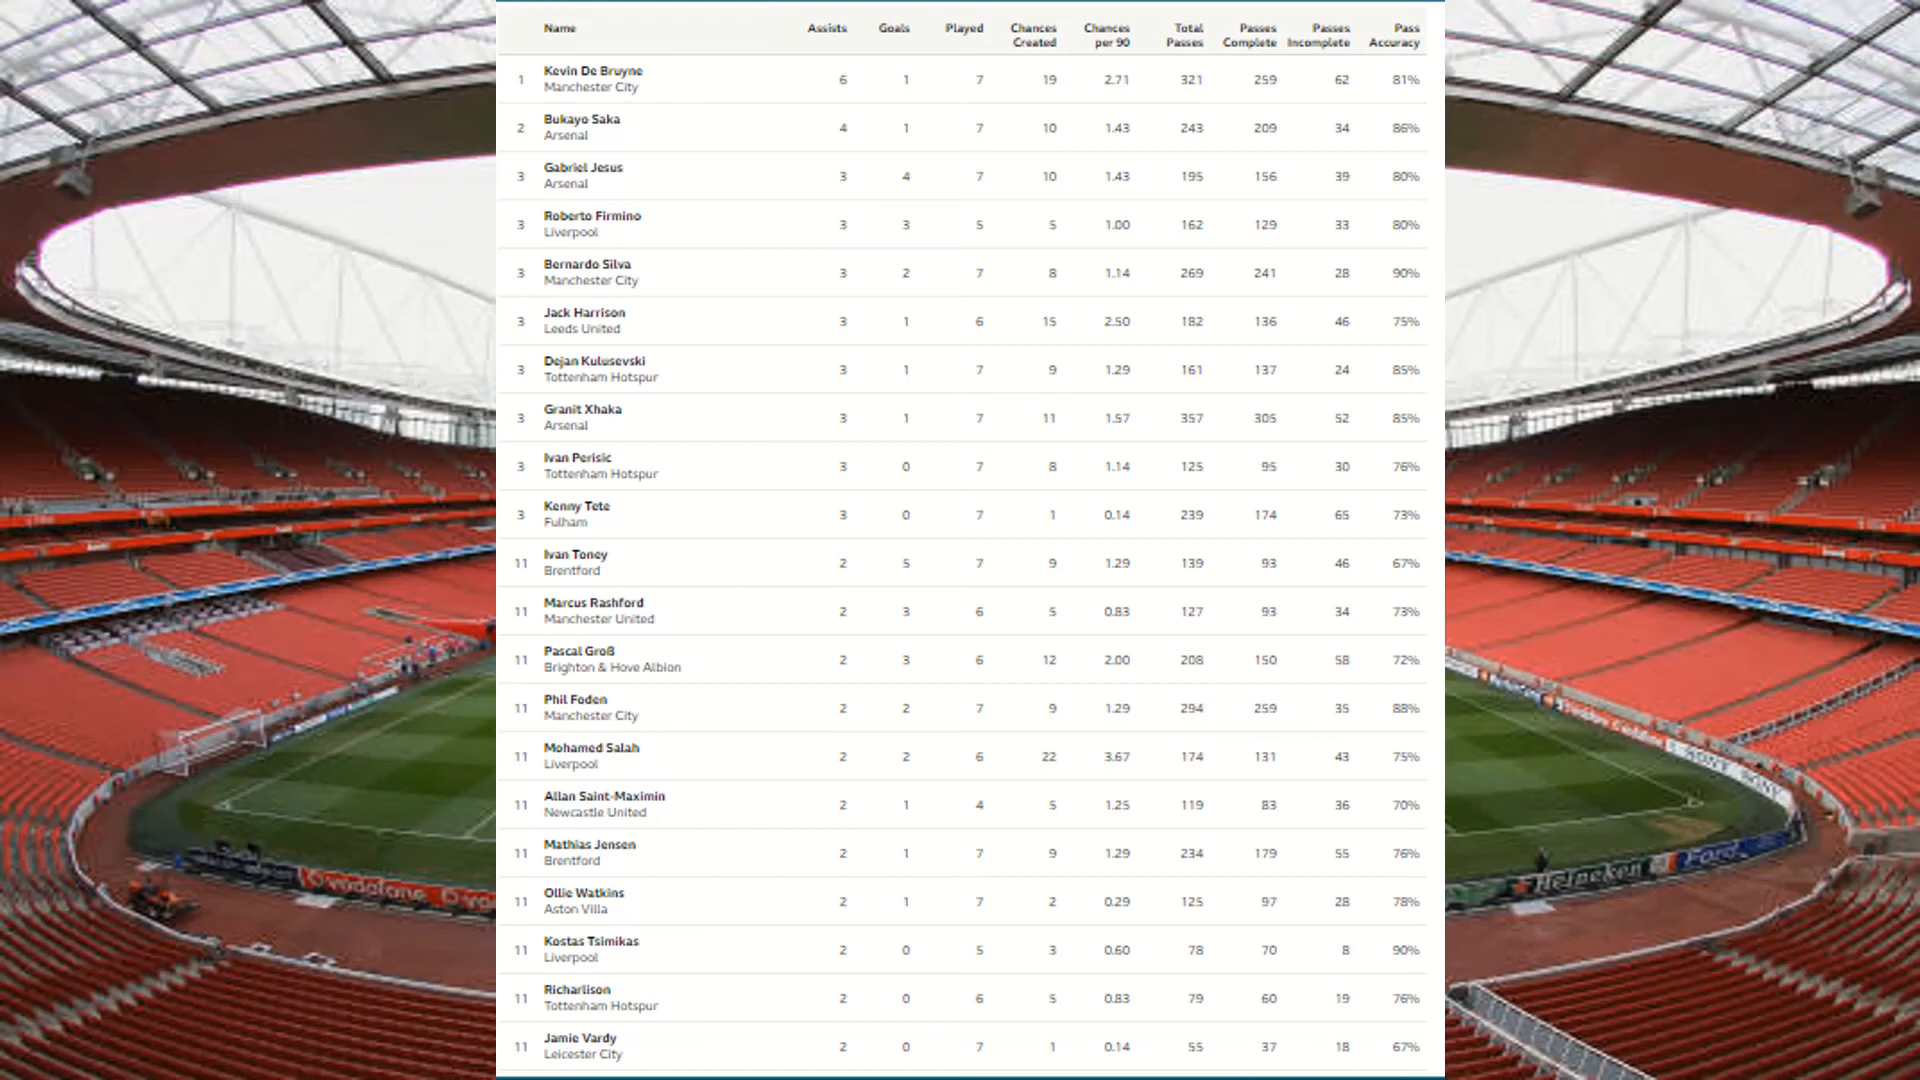 Name Assists Goals Played Chances Created Chances per 90 Total Passes Passes Complete Passes Incomplete Pass Accuracy
1 Kevin De Bruyne 6 1 7 19 2.71 321 259 62 81%
Manchester City
2 Bukayo Saka 4 1 7 10 1.43 243 209 34 86%
Arsenal
3 Gabriel Jesus 3 4 7 10 1.43 195 156 39 80%
Arsenal
3 Roberto Firmino 3 3 5 5 1.00 162 129 33 80%
Liverpool
3 Bernardo Silva 3 2 7 8 1.14 269 241 28 90%
Manchester City
3 Jack Harrison 3 1 6 15 2.50 182 136 46 75%
Leeds United
3 Dejan Kulusevski 3 1 7 9 1.29 161 137 24 85%
Tottenham Hotspur
3 Granit Xhaka 3 1 7 11 1.57 357 305 52 85%
Arsenal
3 Ivan Perisic 3 0 7 8 1.14 125 95 30 76%
Tottenham Hotspur
3 Kenny Tete 3 0 7 1 0.14 239 174 65 73%
Fulham
11 Ivan Toney 2 5 7 9 1.29 139 93 46 67%
Brentford
11 Marcus Rashford 2 3 6 5 0.83 127 93 34 73%
Manchester United
11 Pascal Groß 2 3 6 12 2.00 208 150 58 72%
Brighton & Hove Albion
11 Phil Foden 2 2 7 9 1.29 294 259 35 88%
Manchester City
11 Mohamed Salah 2 2 6 22 3.67 174 131 43 75%
Liverpool
11 Allan Saint-Maximin 2 1 4 5 1.25 119 83 36 70%
Newcastle United
11 Mathias Jensen 2 1 7 9 1.29 234 179 55 76%
Brentford
11 Ollie Watkins 2 1 7 2 0.29 125 97 28 78%
Aston Villa
11 Kostas Tsimikas 2 0 5 3 0.60 78 70 8 90%
Liverpool
11 Richarlison 2 0 6 5 0.83 79 60 19 76%
Tottenham Hotspur
11 Jamie Vardy 2 0 7 1 0.14 55 37 18 67%
Leicester City
vodafone
Heineken
Ford